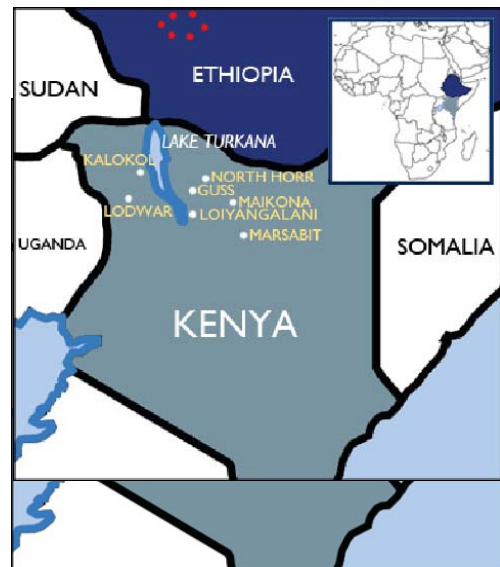 ETHIOPIA
SUDAN
LAKE TURKANA
KALOKOL
NORTH HORR
GUSS
MAIKONA
LODWAR
LOIYANGALANI
MARSABIT
UGANDA
SOMALIA
KENYA